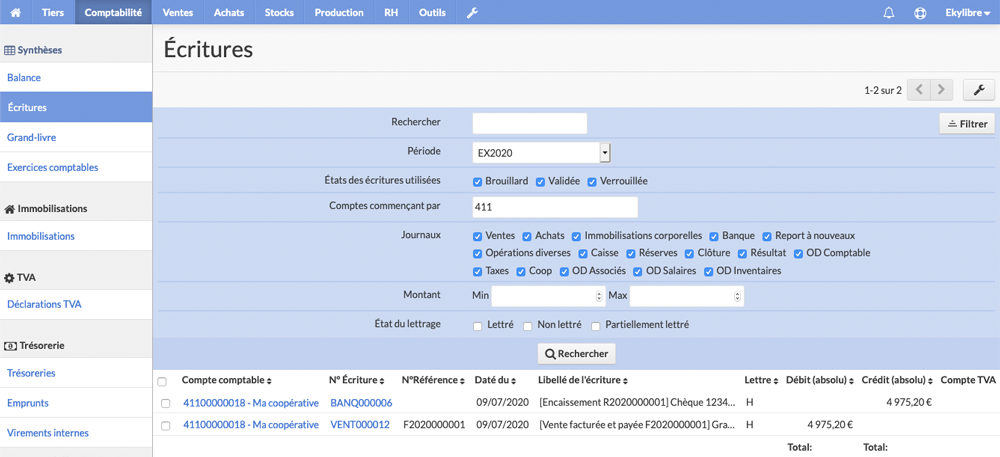 Tiers Comptabilité Ventes Achats Stocks Production RH Outils Ekylibre
Synthèses
Balance
Écritures
Grand-livre
Exercices comptables
Immobilisations
Immobilisations
TVA
Déclarations TVA
Trésorerie
Trésoreries
Emprunts
Virements internes
Écritures
1-2 sur 2
Rechercher Filtrer
Période EX2020
États des écritures utilisées Brouillard Validée Verrouillée
Comptes commençant par 411
Journaux Ventes Achats Immobilisations corporelles Banque Report à nouveaux
Opérations diverses Caisse Réserves Clôture Résultat OD Comptable
Taxes Coop OD Associés OD Salaires OD Inventaires
Montant Min Max
État du lettrage Lettré Non lettré Partiellement lettré
Rechercher
Compte comptable N° Écriture N°Référence Daté du Libellé de l'écriture Lettre Débit (absolu) Crédit (absolu) Compte TVA
41100000018 - Ma coopérative BANQ000006 09/07/2020 [Encaissement R2020000001] Chèque 1234... H 4 975,20 €
41100000018 - Ma coopérative VENT000012 F2020000001 09/07/2020 [Vente facturée et payée F2020000001] Gra... H 4 975,20 €
Total: Total: